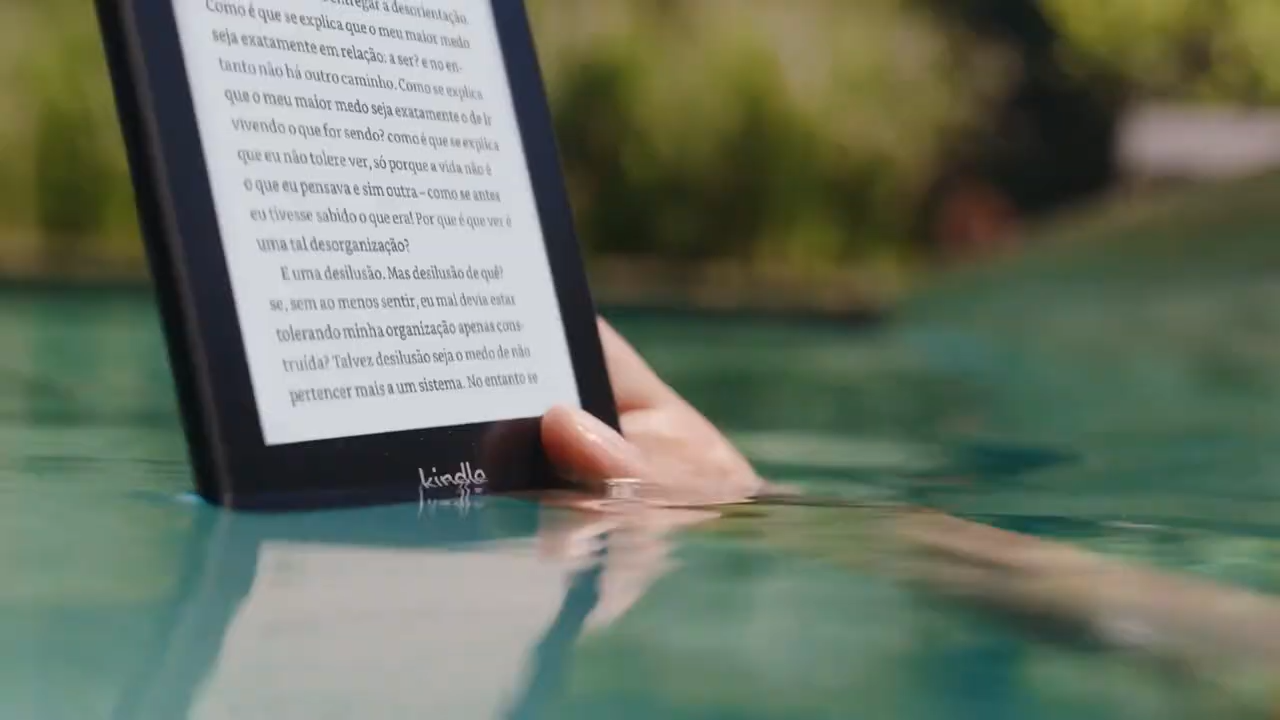 entregar a desorientação.
Como é que se explica que o meu maior medo
seja exatamente em relação: a ser? e no en-
tanto não há outro caminho. Como se explica
que o meu maior medo seja exatamente o de ir
vivendo o que for sendo? como é que se explica
que eu não tolere ver, só porque a vida não é
o que eu pensava e sim outra – como se antes
eu tivesse sabido o que era! Por que é que ver é
uma tal desorganização?
E uma desilusão. Mas desilusão de quê?
se, sem ao menos sentir, eu mal devia estar
tolerando minha organização apenas cons-
truída? Talvez desilusão seja o medo de não
pertencer mais a um sistema. No entanto se
kindle